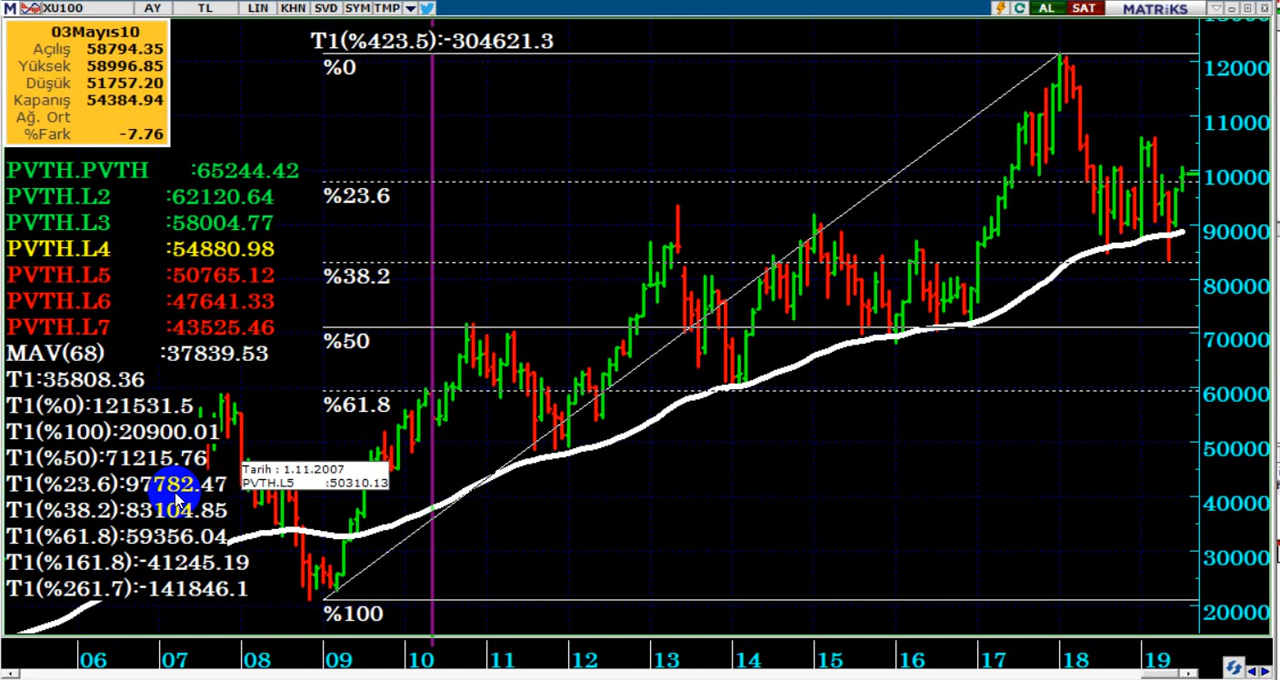 M XU100 AY TL LIN KHN SVD SYM TMP AL SAT MATRİKS
03Mayıs10
Açılış 58794.35
Yüksek 58996.85
Düşük 51757.20
Kapanış 54384.94
Ağ. Ort
%Fark -7.76
T1(%423.5):-304621.3
%0
%23.6
%38.2
%50
%61.8
%100
PVTH.PVTH :65244.42
PVTH.L2 :62120.64
PVTH.L3 :58004.77
PVTH.L4 :54880.98
PVTH.L5 :50765.12
PVTH.L6 :47641.33
PVTH.L7 :43525.46
MAV(68) :37839.53
T1:35808.36
T1(%0):121531.5
T1(%100):20900.01
T1(%50):71215.76
T1(%23.6):97782.47
T1(%38.2):83104.85
T1(%61.8):59356.04
T1(%161.8):-41245.19
T1(%261.7):-141846.1
Tarih : 1.11.2007
PVTH.L5 :50310.13
12000
11000
10000
90000
80000
70000
60000
50000
40000
30000
20000
06 07 08 09 10 11 12 13 14 15 16 17 18 19